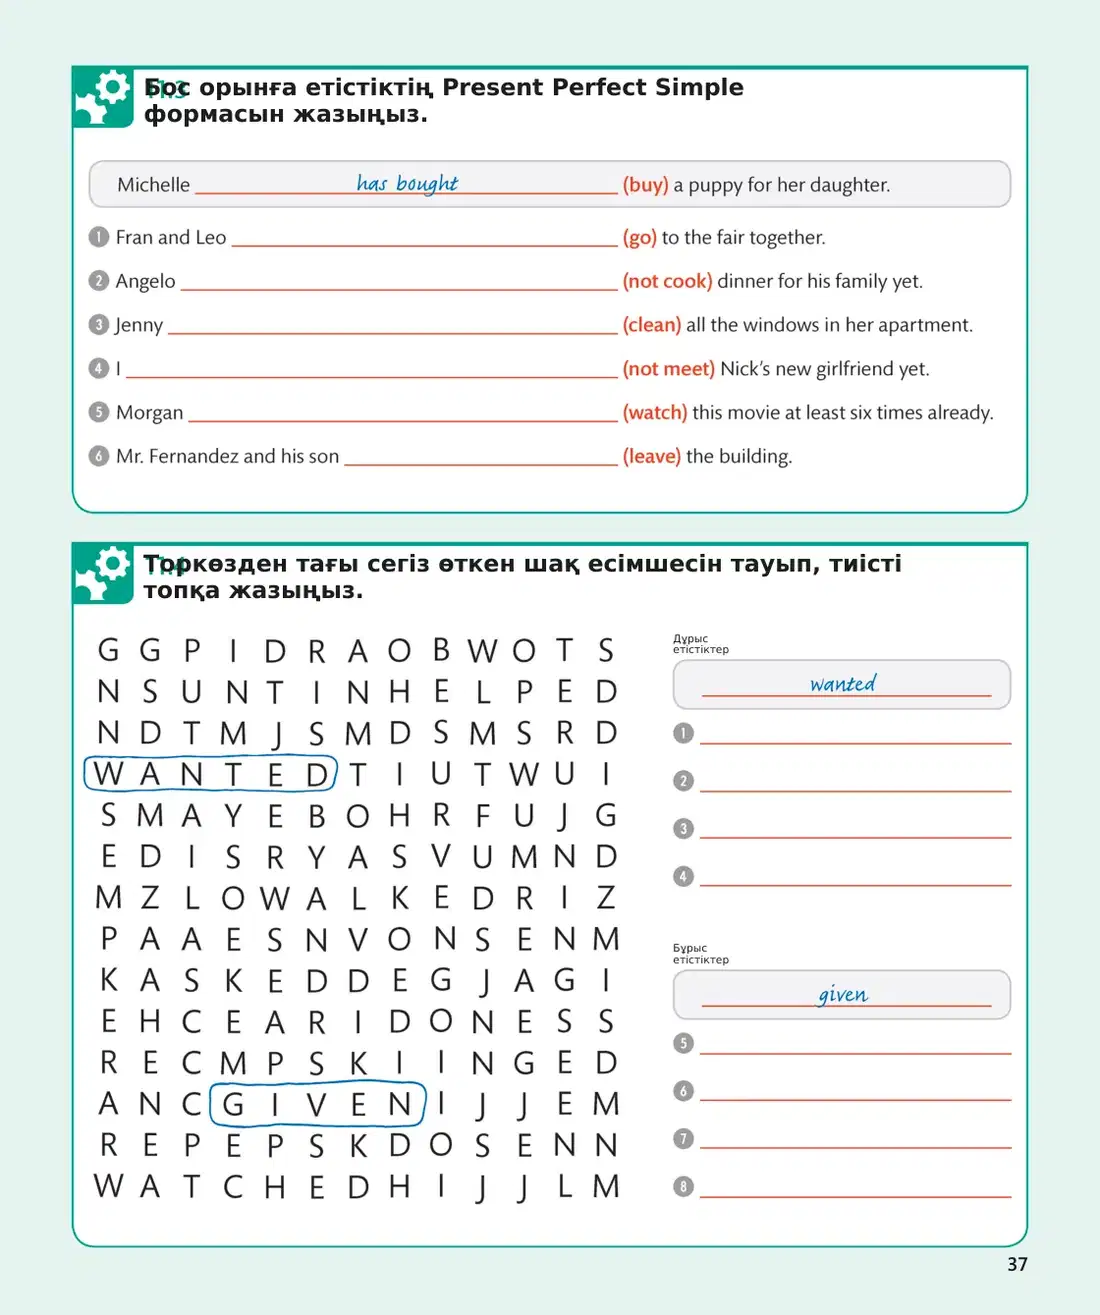 11.3 Бос орынға етістіктің Present Perfect Simple
формасын жазыңыз.
Michelle has bought (buy) a puppy for her daughter.
1 Fran and Leo (go) to the fair together.
2 Angelo (not cook) dinner for his family yet.
3 Jenny (clean) all the windows in her apartment.
4 I (not meet) Nick’s new girlfriend yet.
5 Morgan (watch) this movie at least six times already.
6 Mr. Fernandez and his son (leave) the building.
Торкөзден тағы сегіз өткен шақ есімшесін тауып, тиісті
топқа жазыңыз.
G G P I D R A O B W O T S
N S U N T I N H E L P E D
N D T M J S M D S M S R D
W A N T E D T I U T W U I
S M A Y E B O H R F U J G
E D I S R Y A S V U M N D
M Z L O W A L K E D R I Z
P A A E S N V O N S E N M
K A S K E D D E G J A G I
E H C E A R I D O N E S S
R E C M P S K I I N G E D
A N C G I V E N I J J E M
R E P E P S K D O S E N N
W A T C H E D H I J J L M
Дұрыс
етістіктер
wanted
1
2
3
4
Бұрыс
етістіктер
given
5
6
7
8
37